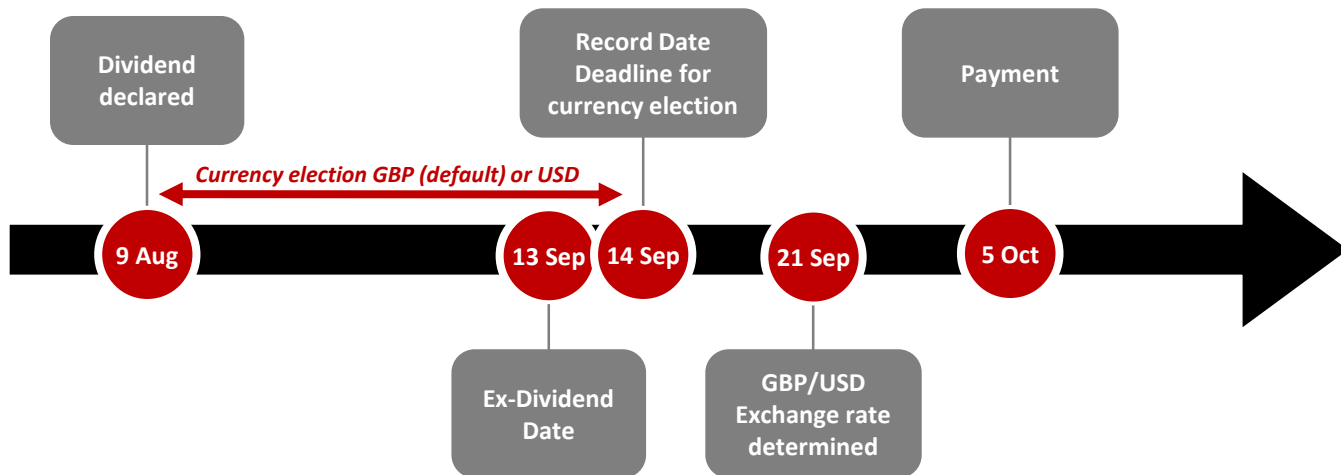 Dividend
declared
Record Date
Deadline for
currency election
Payment
Currency election GBP (default) or USD
9 Aug
13 Sep
14 Sep
21 Sep
5 Oct
Ex-Dividend
Date
GBP/USD
Exchange rate
determined